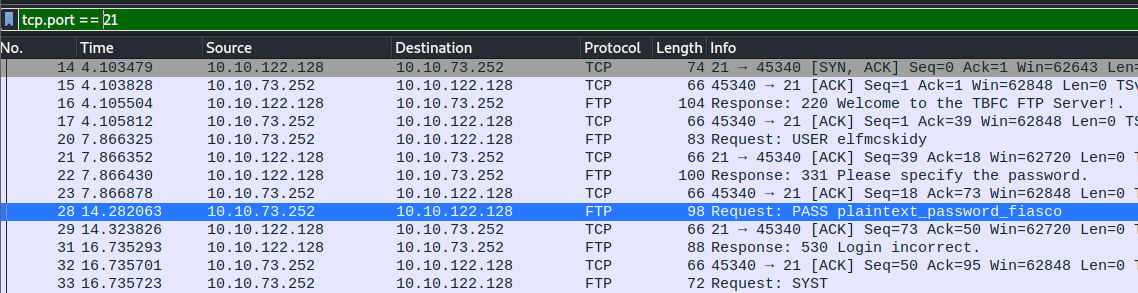 tcp.port == 21
No. Time Source Destination Protocol Length Info
14 4.103479 10.10.122.128 10.10.73.252 TCP 74 21 → 45340 [SYN, ACK] Seq=0 Ack=1 Win=62643 Len=
15 4.103828 10.10.73.252 10.10.122.128 TCP 66 45340 → 21 [ACK] Seq=1 Ack=1 Win=62848 Len=0 TSv
16 4.105504 10.10.122.128 10.10.73.252 FTP 104 Response: 220 Welcome to the TBFC FTP Server!.
17 4.105812 10.10.73.252 10.10.122.128 TCP 66 45340 → 21 [ACK] Seq=1 Ack=39 Win=62848 Len=0 TS
20 7.866325 10.10.73.252 10.10.122.128 FTP 83 Request: USER elfmcskidy
21 7.866352 10.10.122.128 10.10.73.252 TCP 66 21 → 45340 [ACK] Seq=39 Ack=18 Win=62720 Len=0 T
22 7.866430 10.10.122.128 10.10.73.252 FTP 100 Response: 331 Please specify the password.
23 7.866878 10.10.73.252 10.10.122.128 TCP 66 45340 → 21 [ACK] Seq=18 Ack=73 Win=62848 Len=0 T
28 14.282063 10.10.73.252 10.10.122.128 FTP 98 Request: PASS plaintext_password_fiasco
29 14.323826 10.10.122.128 10.10.73.252 TCP 66 21 → 45340 [ACK] Seq=73 Ack=50 Win=62720 Len=0 T
31 16.735293 10.10.122.128 10.10.73.252 FTP 88 Response: 530 Login incorrect.
32 16.735701 10.10.73.252 10.10.122.128 TCP 66 45340 → 21 [ACK] Seq=50 Ack=95 Win=62848 Len=0 T
33 16.735723 10.10.73.252 10.10.122.128 FTP 72 Request: SYST